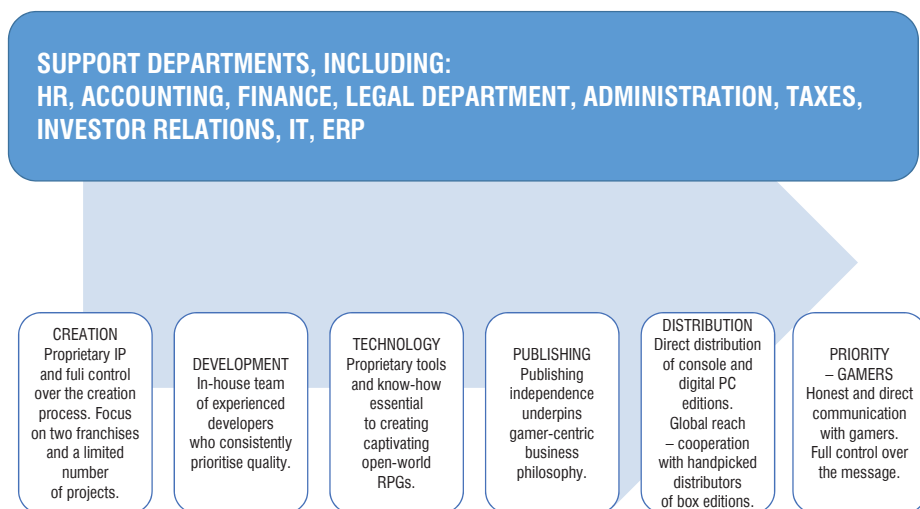 SUPPORT DEPARTMENTS, INCLUDING:
HR, ACCOUNTING, FINANCE, LEGAL DEPARTMENT, ADMINISTRATION, TAXES,
INVESTOR RELATIONS, IT, ERP
CREATION
Proprietary IP
and full control
over the creation
process. Focus
on two franchises
and a limited
number
of projects.
DEVELOPMENT
In-house team
of experienced
developers
who consistently
prioritise quality.
TECHNOLOGY
Proprietary tools
and know-how
essential
to creating
captivating
open-world
RPGs.
PUBLISHING
Publishing
independence
underpins
gamer-centric
business
philosophy.
DISTRIBUTION
Direct distribution
of console and
digital PC
editions.
Global reach
– cooperation
with handpicked
distributors
of box editions.
PRIORITY
– GAMERS
Honest and direct
communication
with gamers.
Full control over
the message.